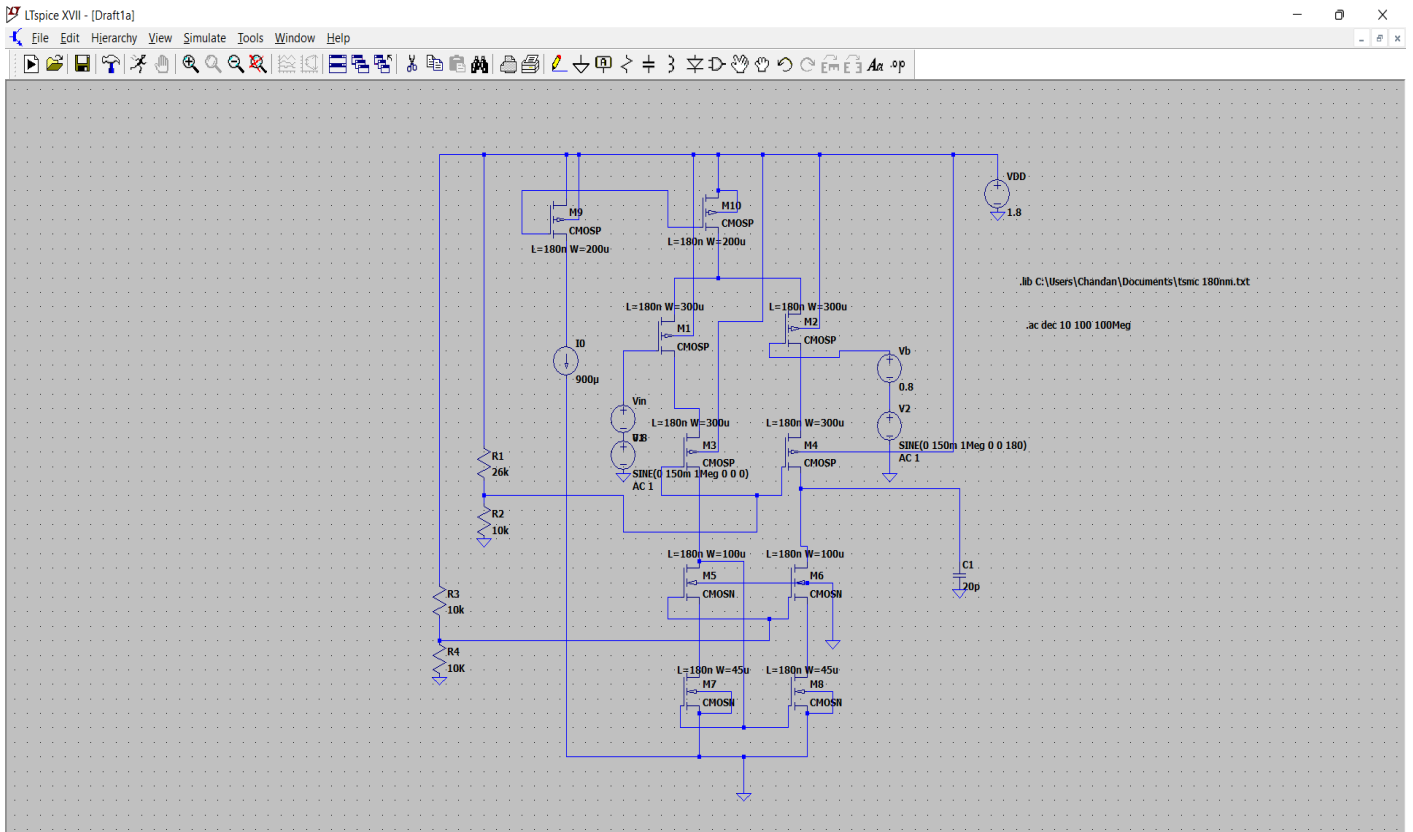 LTspice XVII - [Draft1a]
File Edit Hierarchy View Simulate Tools Window Help
VDD
1.8
M9
CMOSP
L=180n W=200u
M10
CMOSP
L=180n W=200u
.lib C:\Users\Chandan\Documents\tsmc 180nm.txt
.ac dec 10 100 100Meg
L=180n W=300u
M1
CMOSP
L=180n W=300u
M2
CMOSP
I0
900µ
Vb
0.8
Vin
V2
SINE(0 150m 1Meg 0 0 180)
AC 1
L=180n W=300u
M3
CMOSP
L=180n W=300u
M4
CMOSP
SINE(0 150m 1Meg 0 0 0)
AC 1
R1
26k
R2
10k
L=180n W=100u
M5
CMOSN
L=180n W=100u
M6
CMOSN
C1
20p
R3
10k
R4
10K
L=180n W=45u
M7
CMOSN
L=180n W=45u
M8
CMOSN